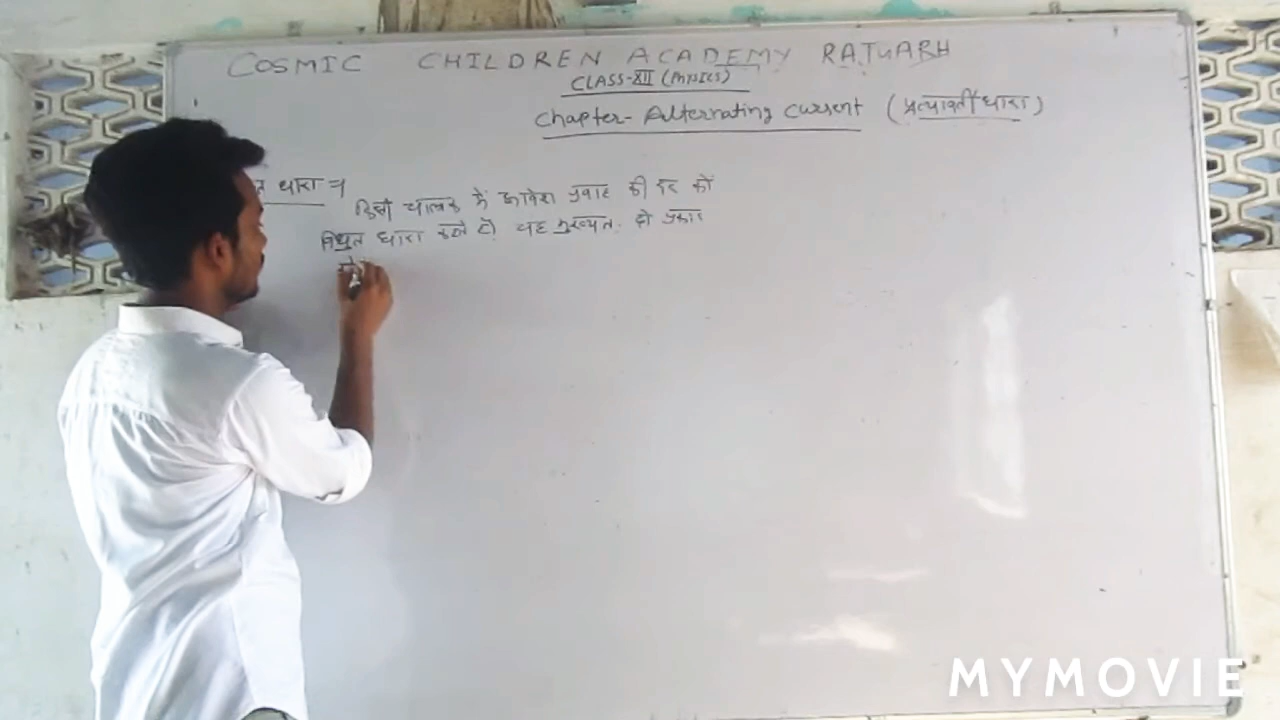 COSMIC CHILDREN ACADEMY RATUARH
CLASS-XII (PHYSICS)
Chapter- Alternating Current (प्रत्यावर्ती धारा)
धारा ⇒
किसी चालक में आवेश प्रवाह की दर को
विधुत धारा कहते हैं। यह मुख्यत: दो प्रकार
MYMOVIE